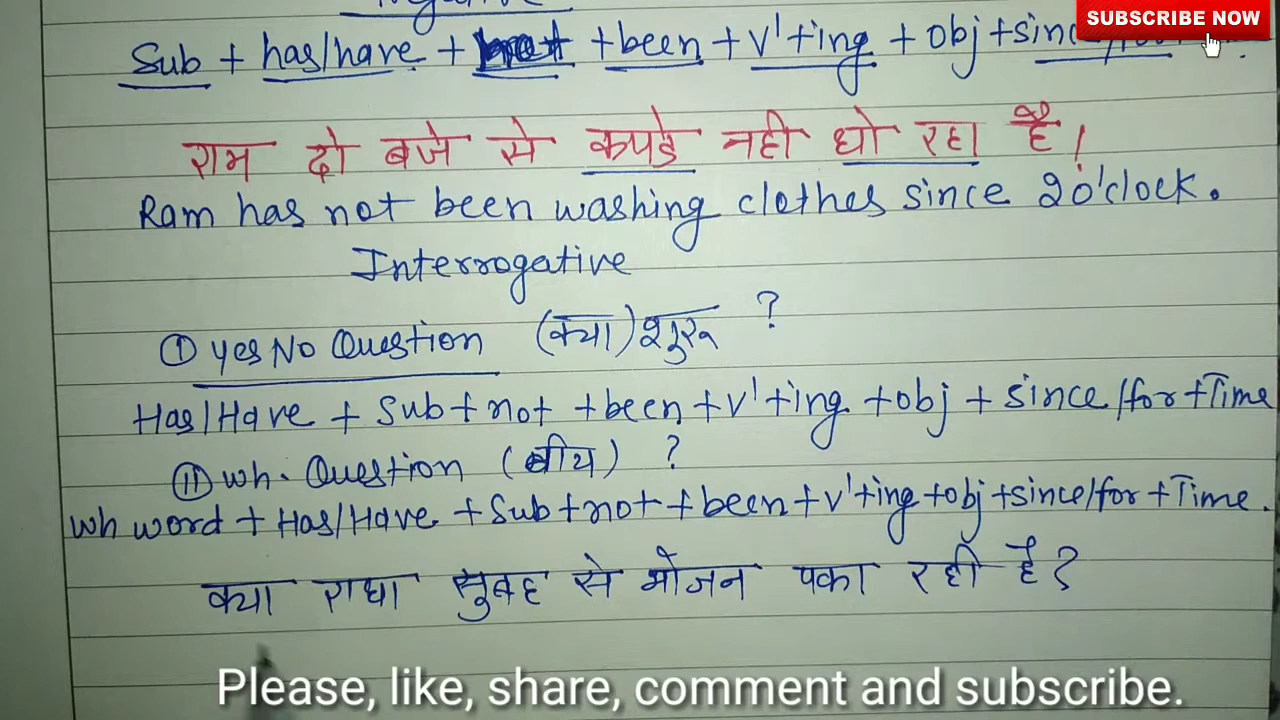 Negative
SUBSCRIBE NOW
Sub + has/have + not + been + V'+ing + obj + since/for
राम दो बजे से कपडे नही धो रहा है।
Ram has not been washing clothes since 2 o'clock.
Interrogative
① Yes No Question (क्या) शुरू ?
Has/Have + Sub + not + been + V'+ing + obj + since/for + Time
② Wh. Question (बीच) ?
Wh word + Has/Have + Sub + not + been + V'+ing + obj + since/for + Time.
क्या राधा सुबह से भोजन पका रही है?
Please, like, share, comment and subscribe.